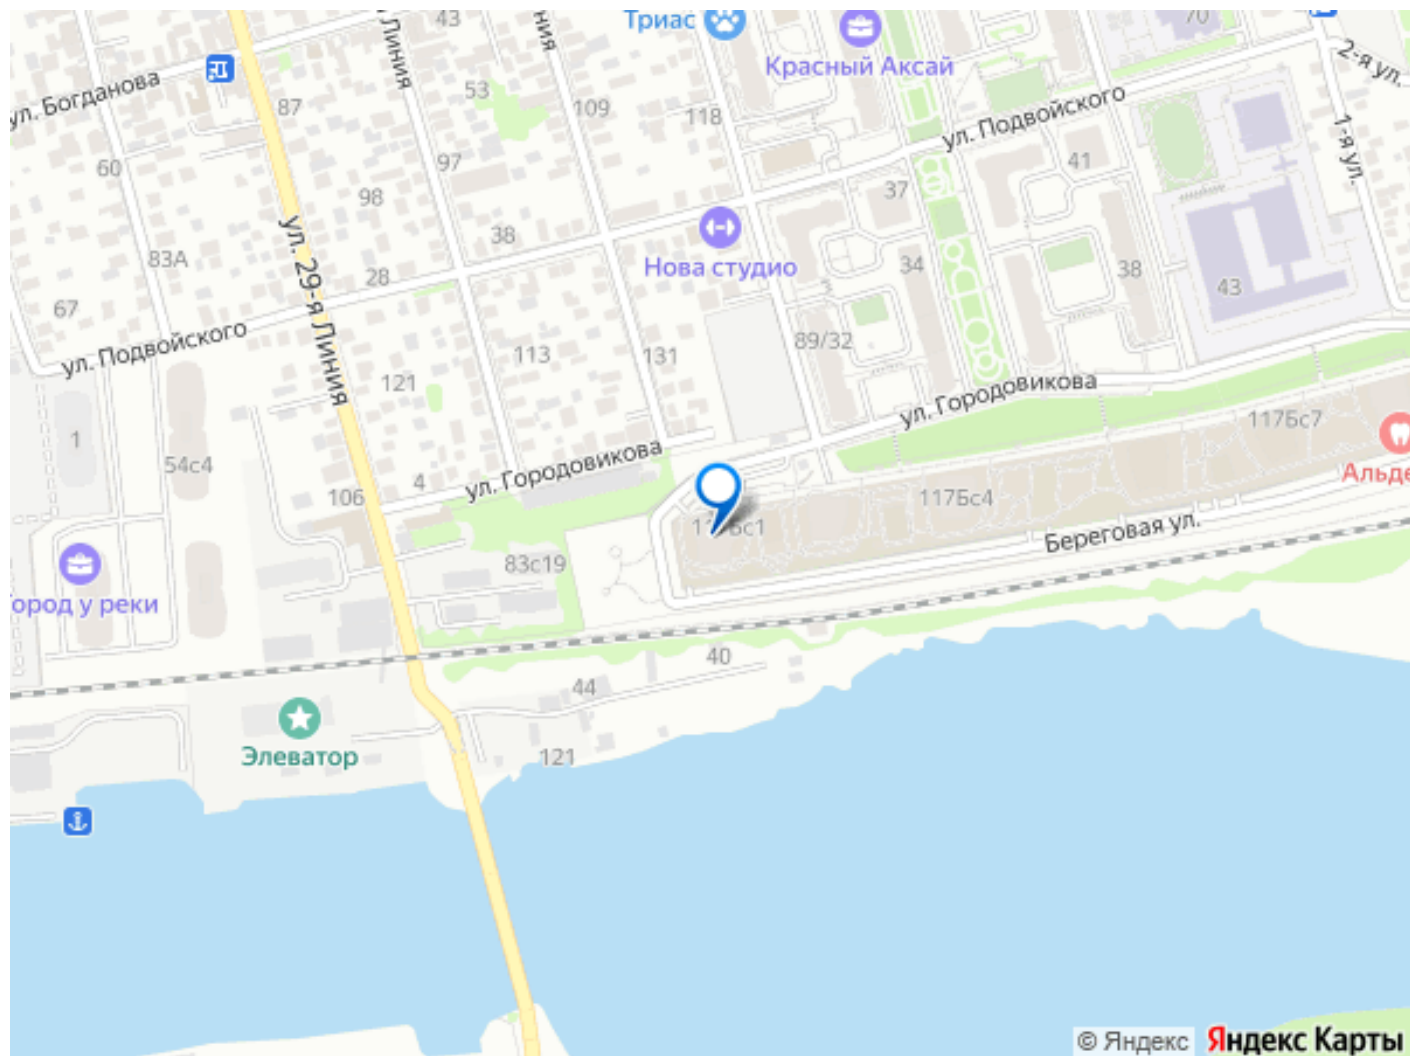 Триас
43
Линия
ния
70
Красный Аксай
2-я ул.
ул. Богданова
87
53
109
118
ул. Подвойского
1-я ул.
60
97
41
98
37
38
83А
Нова студио
34
38
28
43
67
ул. 29-я Линия
ул. Подвойского
113
131
89/32
121
ул. Городовикова
117Бс7
1
54с4
ул. Городовикова
Альде
106
4
117Бс4
Береговая ул.
83с19
ород у реки
40
44
Элеватор
121
© Яндекс
Яндекс Карты